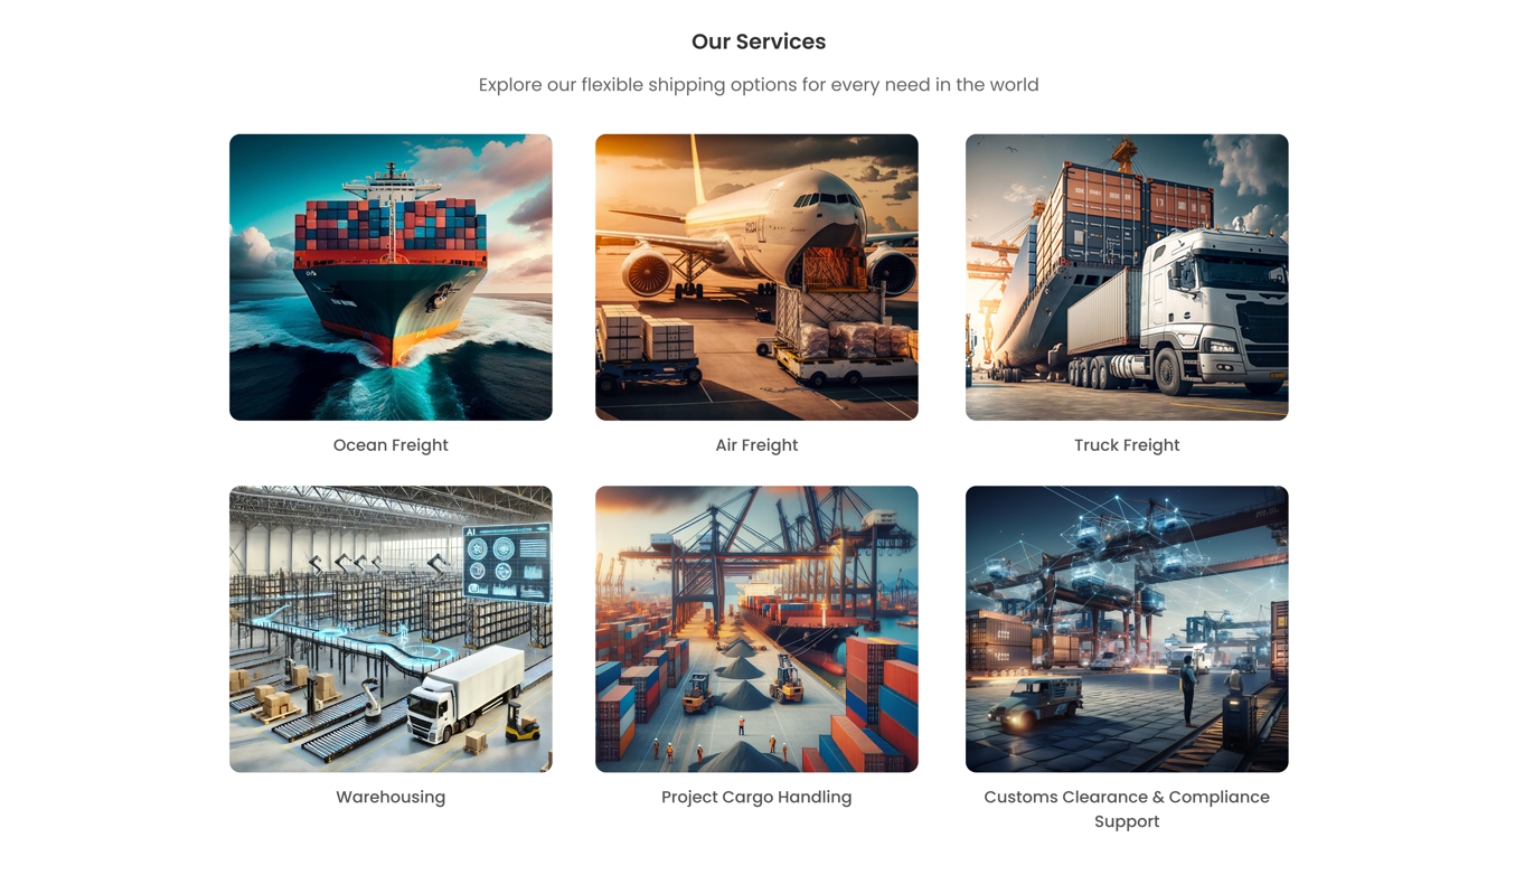 Our Services
Explore our flexible shipping options for every need in the world
Ocean Freight
Air Freight
Truck Freight
AI
Warehousing
Project Cargo Handling
Customs Clearance & Compliance
Support